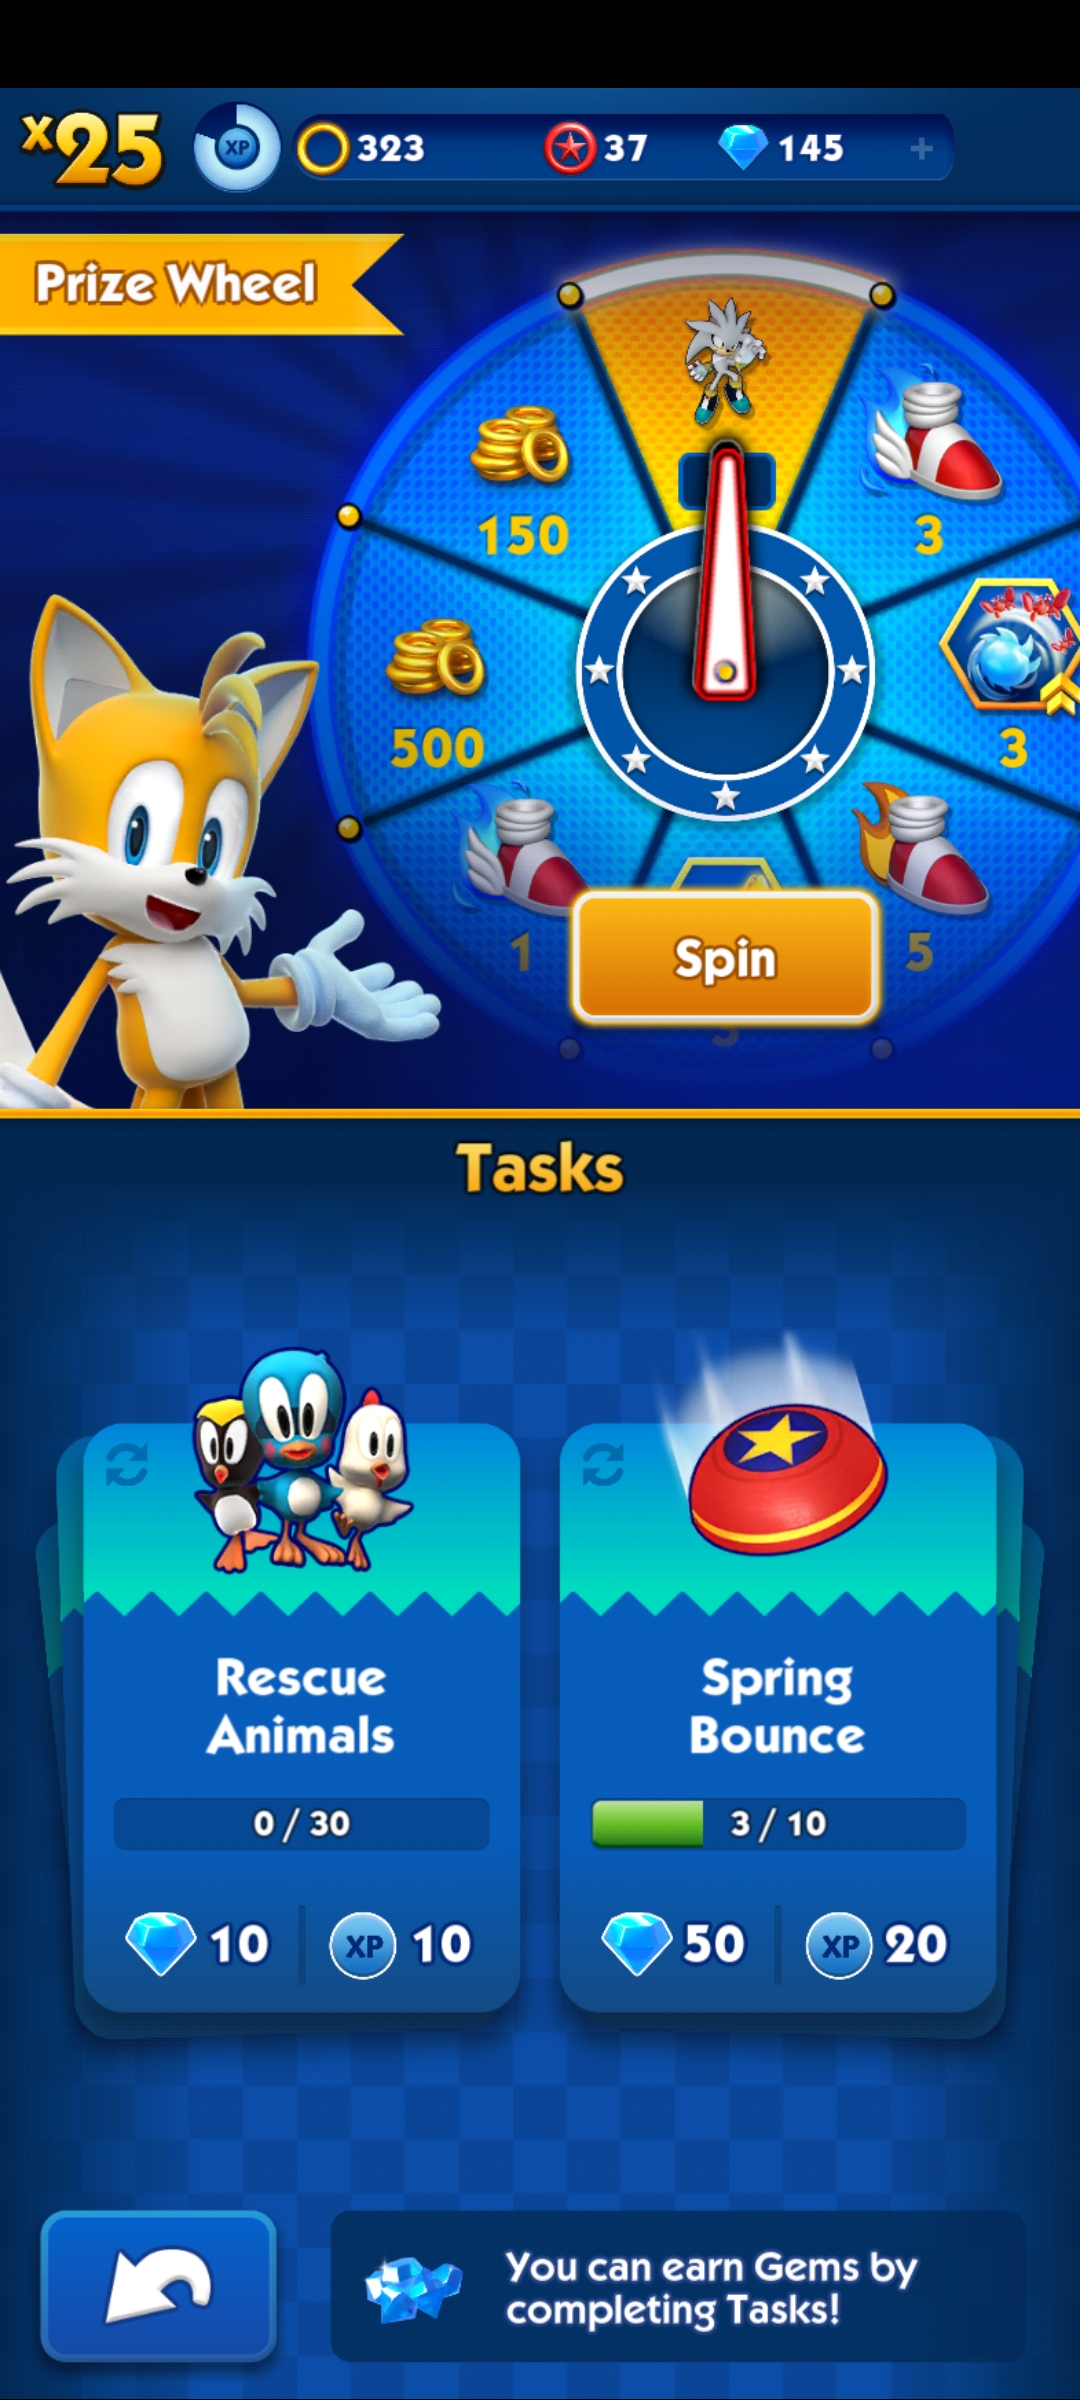 x25
XP
323
37
145
+
Prize Wheel
150
3
500
3
1
5
Spin
3
Tasks
Rescue
Animals
0 / 30
10
XP
10
Spring
Bounce
3 / 10
50
XP
20
You can earn Gems by
completing Tasks!